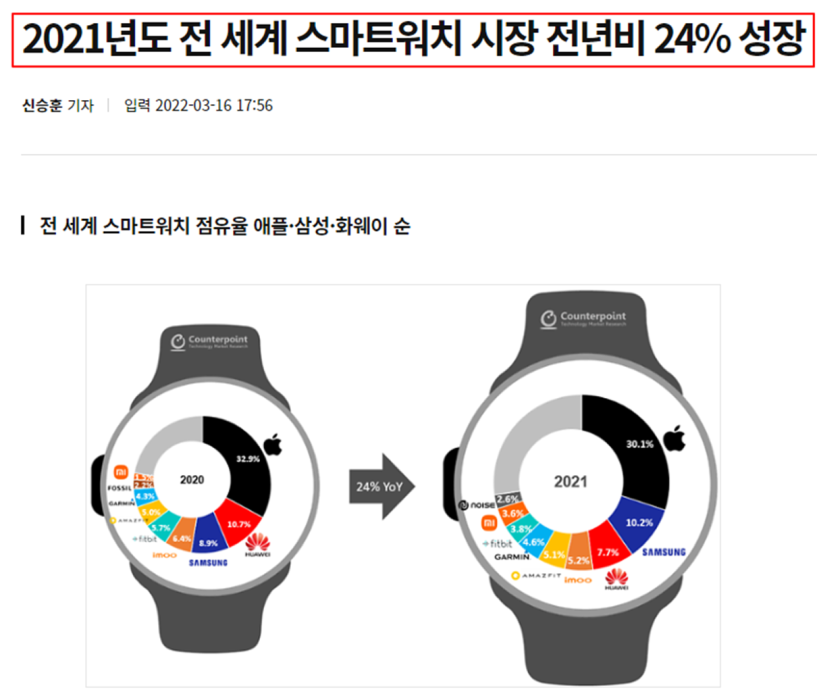 2021년도 전 세계 스마트워치 시장 전년비 24% 성장
신승훈 기자 | 입력 2022-03-16 17:56
전 세계 스마트워치 점유율 애플·삼성·화웨이 순
Counterpoint
Technology Market Research
32.9%
10.7%
HUAWEI
8.9%
SAMSUNG
6.4%
imoo
5.7%
fitbit
5.0%
AMAZFIT
4.3%
GARMIN
2.2%
FOSSIL
mi
2020
24% YoY
Counterpoint
Technology Market Research
30.1%
10.2%
SAMSUNG
7.7%
HUAWEI
5.2%
imoo
5.1%
AMAZFIT
4.6%
GARMIN
3.8%
fitbit
3.6%
mi
2.6%
NOISE
2021